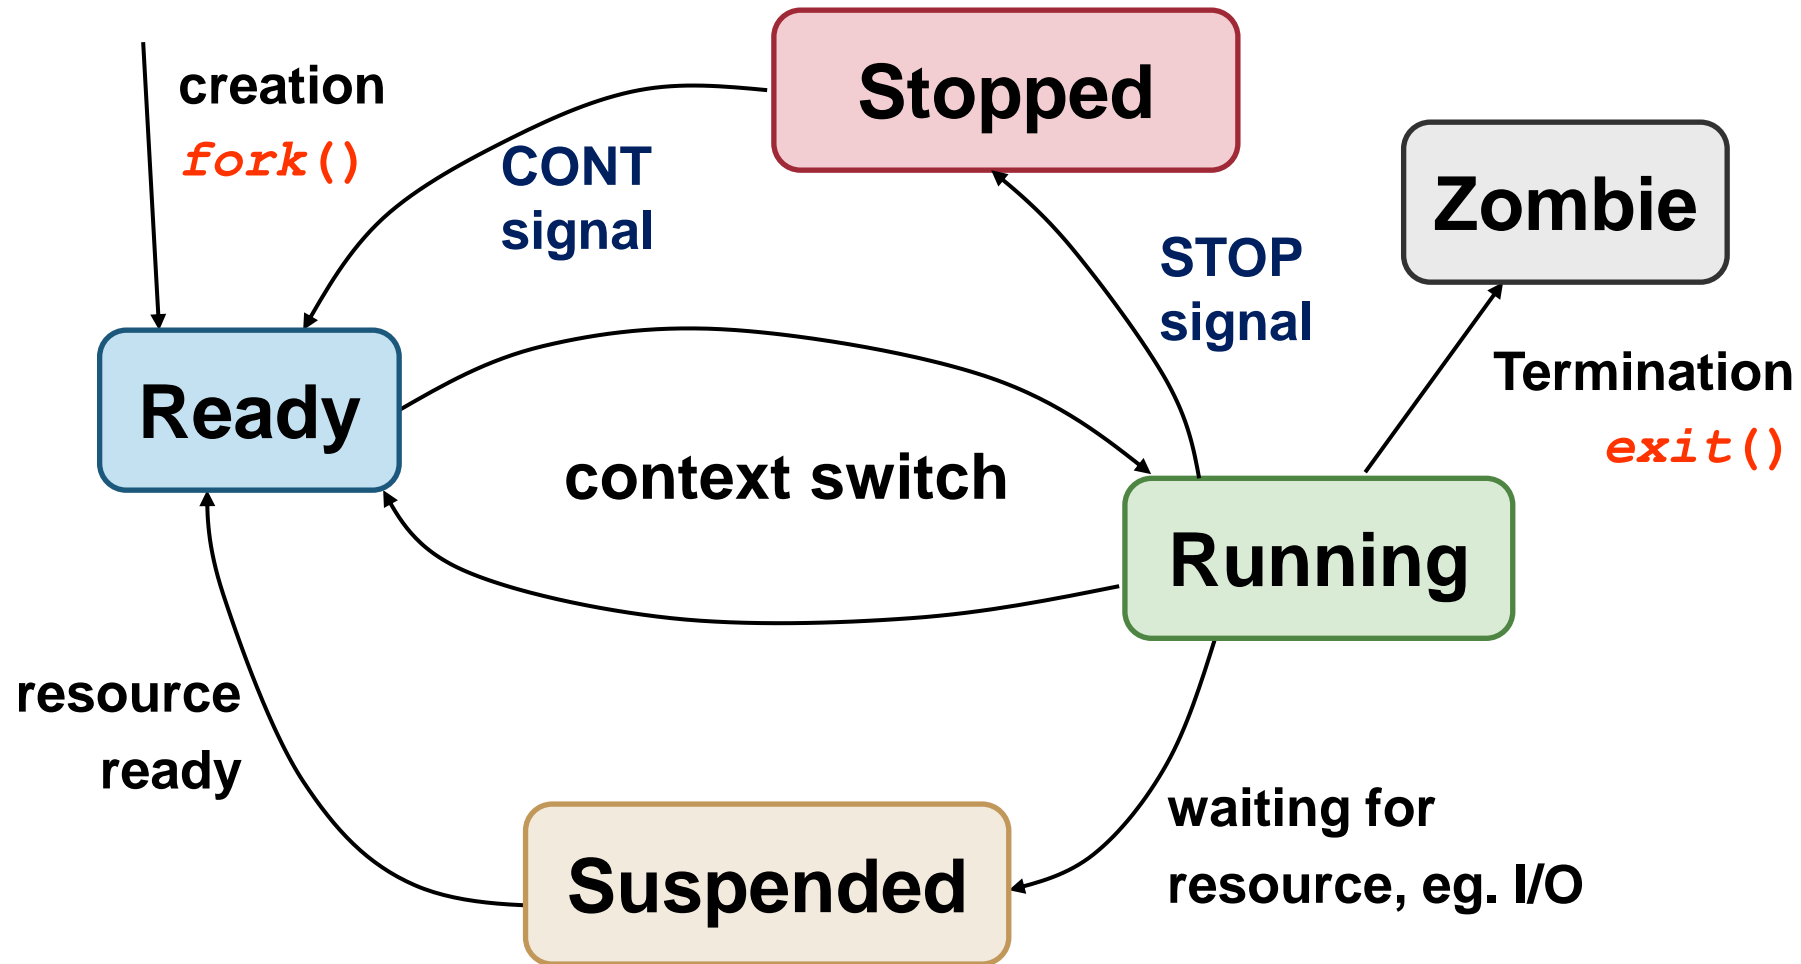 Stopped
creation
fork()
CONT
signal
Zombie
STOP
signal
Ready
Termination
exit()
context switch
Running
resource
ready
waiting for
resource, eg. I/O
Suspended